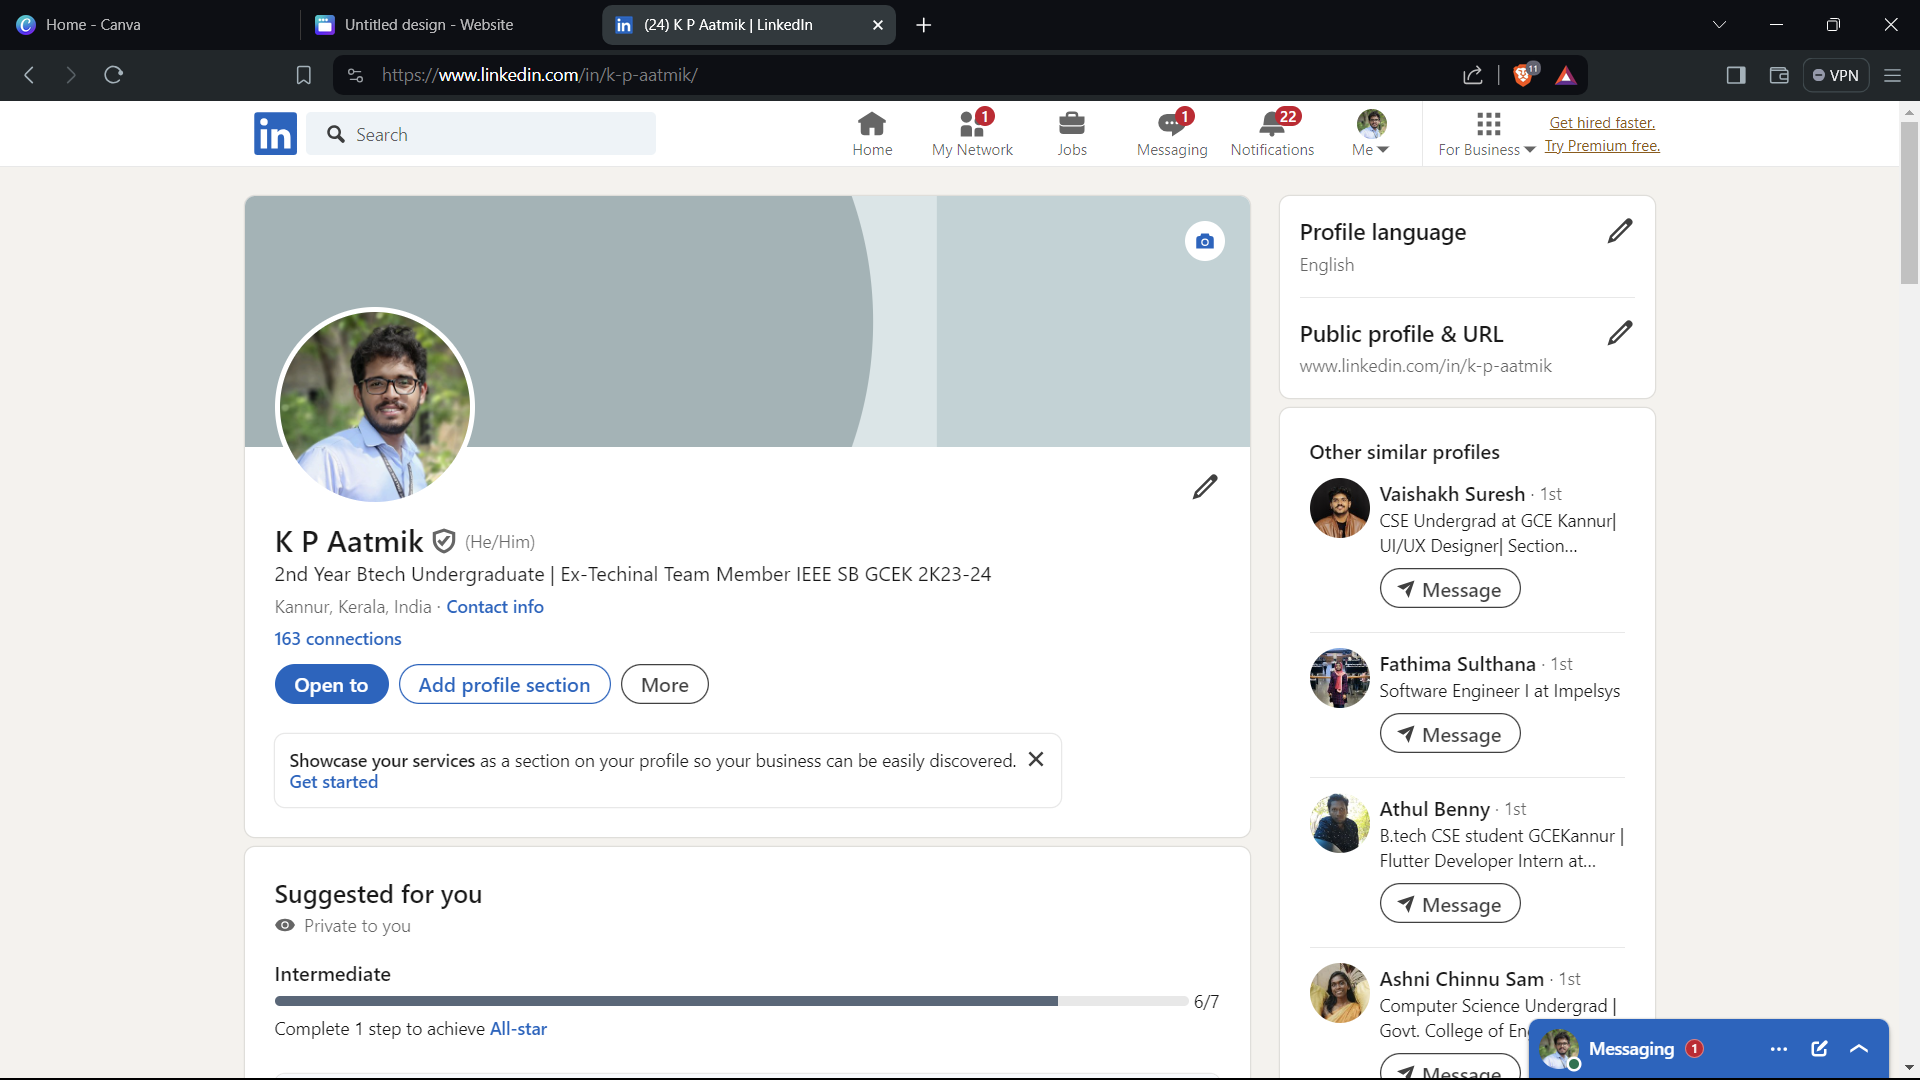 Home - Canva
Untitled design - Website
(24) K P Aatmik | LinkedIn
https://www.linkedin.com/in/k-p-aatmik/
11
VPN
in
Search
Home
1
My Network
Jobs
1
Messaging
22
Notifications
Me
For Business
Get hired faster.
Try Premium free.
K P Aatmik (He/Him)
2nd Year Btech Undergraduate | Ex-Techinal Team Member IEEE SB GCEK 2K23-24
Kannur, Kerala, India · Contact info
163 connections
Open to
Add profile section
More
Showcase your services as a section on your profile so your business can be easily discovered.
Get started
Suggested for you
Private to you
Intermediate
6/7
Complete 1 step to achieve All-star
Profile language
English
Public profile & URL
www.linkedin.com/in/k-p-aatmik
Other similar profiles
Vaishakh Suresh · 1st
CSE Undergrad at GCE Kannur|
UI/UX Designer| Section...
Message
Fathima Sulthana · 1st
Software Engineer I at Impelsys
Message
Athul Benny · 1st
B.tech CSE student GCEKannur |
Flutter Developer Intern at...
Message
Ashni Chinnu Sam · 1st
Computer Science Undergrad |
Govt. College of En
Message
Messaging 1